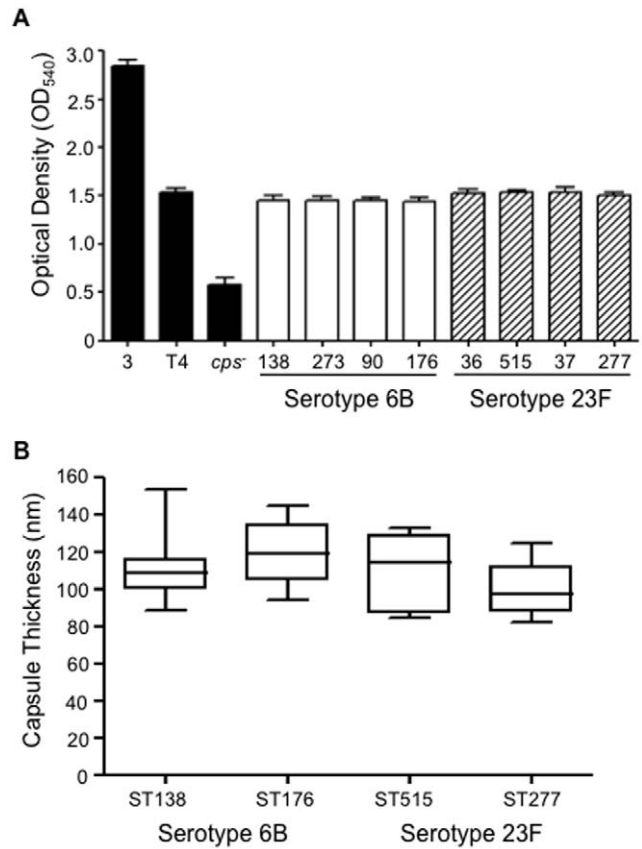 A
Optical Density (OD540)
3.0
2.5
2.0
1.5
1.0
0.5
0
3 T4 cps- 138 273 90 176 36 515 37 277
Serotype 6B Serotype 23F
B
Capsule Thickness (nm)
160
140
120
100
80
60
40
20
0
ST138 ST176 ST515 ST277
Serotype 6B Serotype 23F